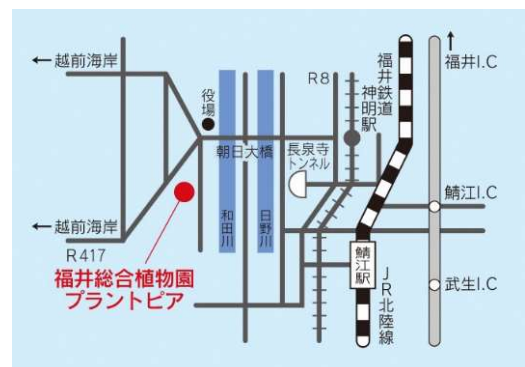 ←越前海岸
役場
朝日大橋
和田川
日野川
R8
長泉寺
トンネル
神明駅
福井鉄道
↑
福井I.C
鯖江I.C
武生I.C
鯖江駅
JR北陸線
←越前海岸
R417
福井総合植物園
プラントピア